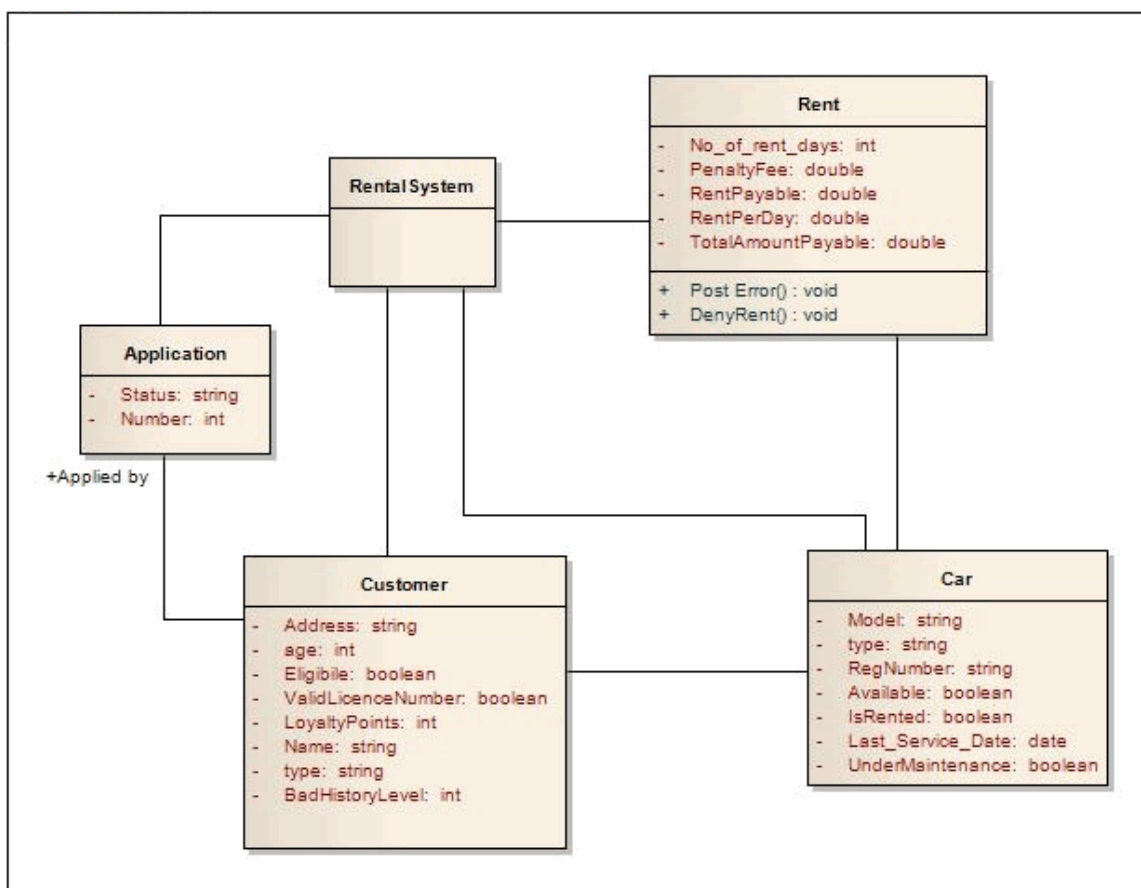 Rent
- No_of_rent_days: int
- PenaltyFee: double
- RentPayable: double
- RentPerDay: double
- TotalAmountPayable: double
+ Post Error() : void
+ DenyRent() : void
RentalSystem
Application
- Status: string
- Number: int
+Applied by
Customer
- Address: string
- age: int
- Eligibile: boolean
- ValidLicenceNumber: boolean
- LoyaltyPoints: int
- Name: string
- type: string
- BadHistoryLevel: int
Car
- Model: string
- type: string
- RegNumber: string
- Available: boolean
- IsRented: boolean
- Last_Service_Date: date
- UnderMaintenance: boolean